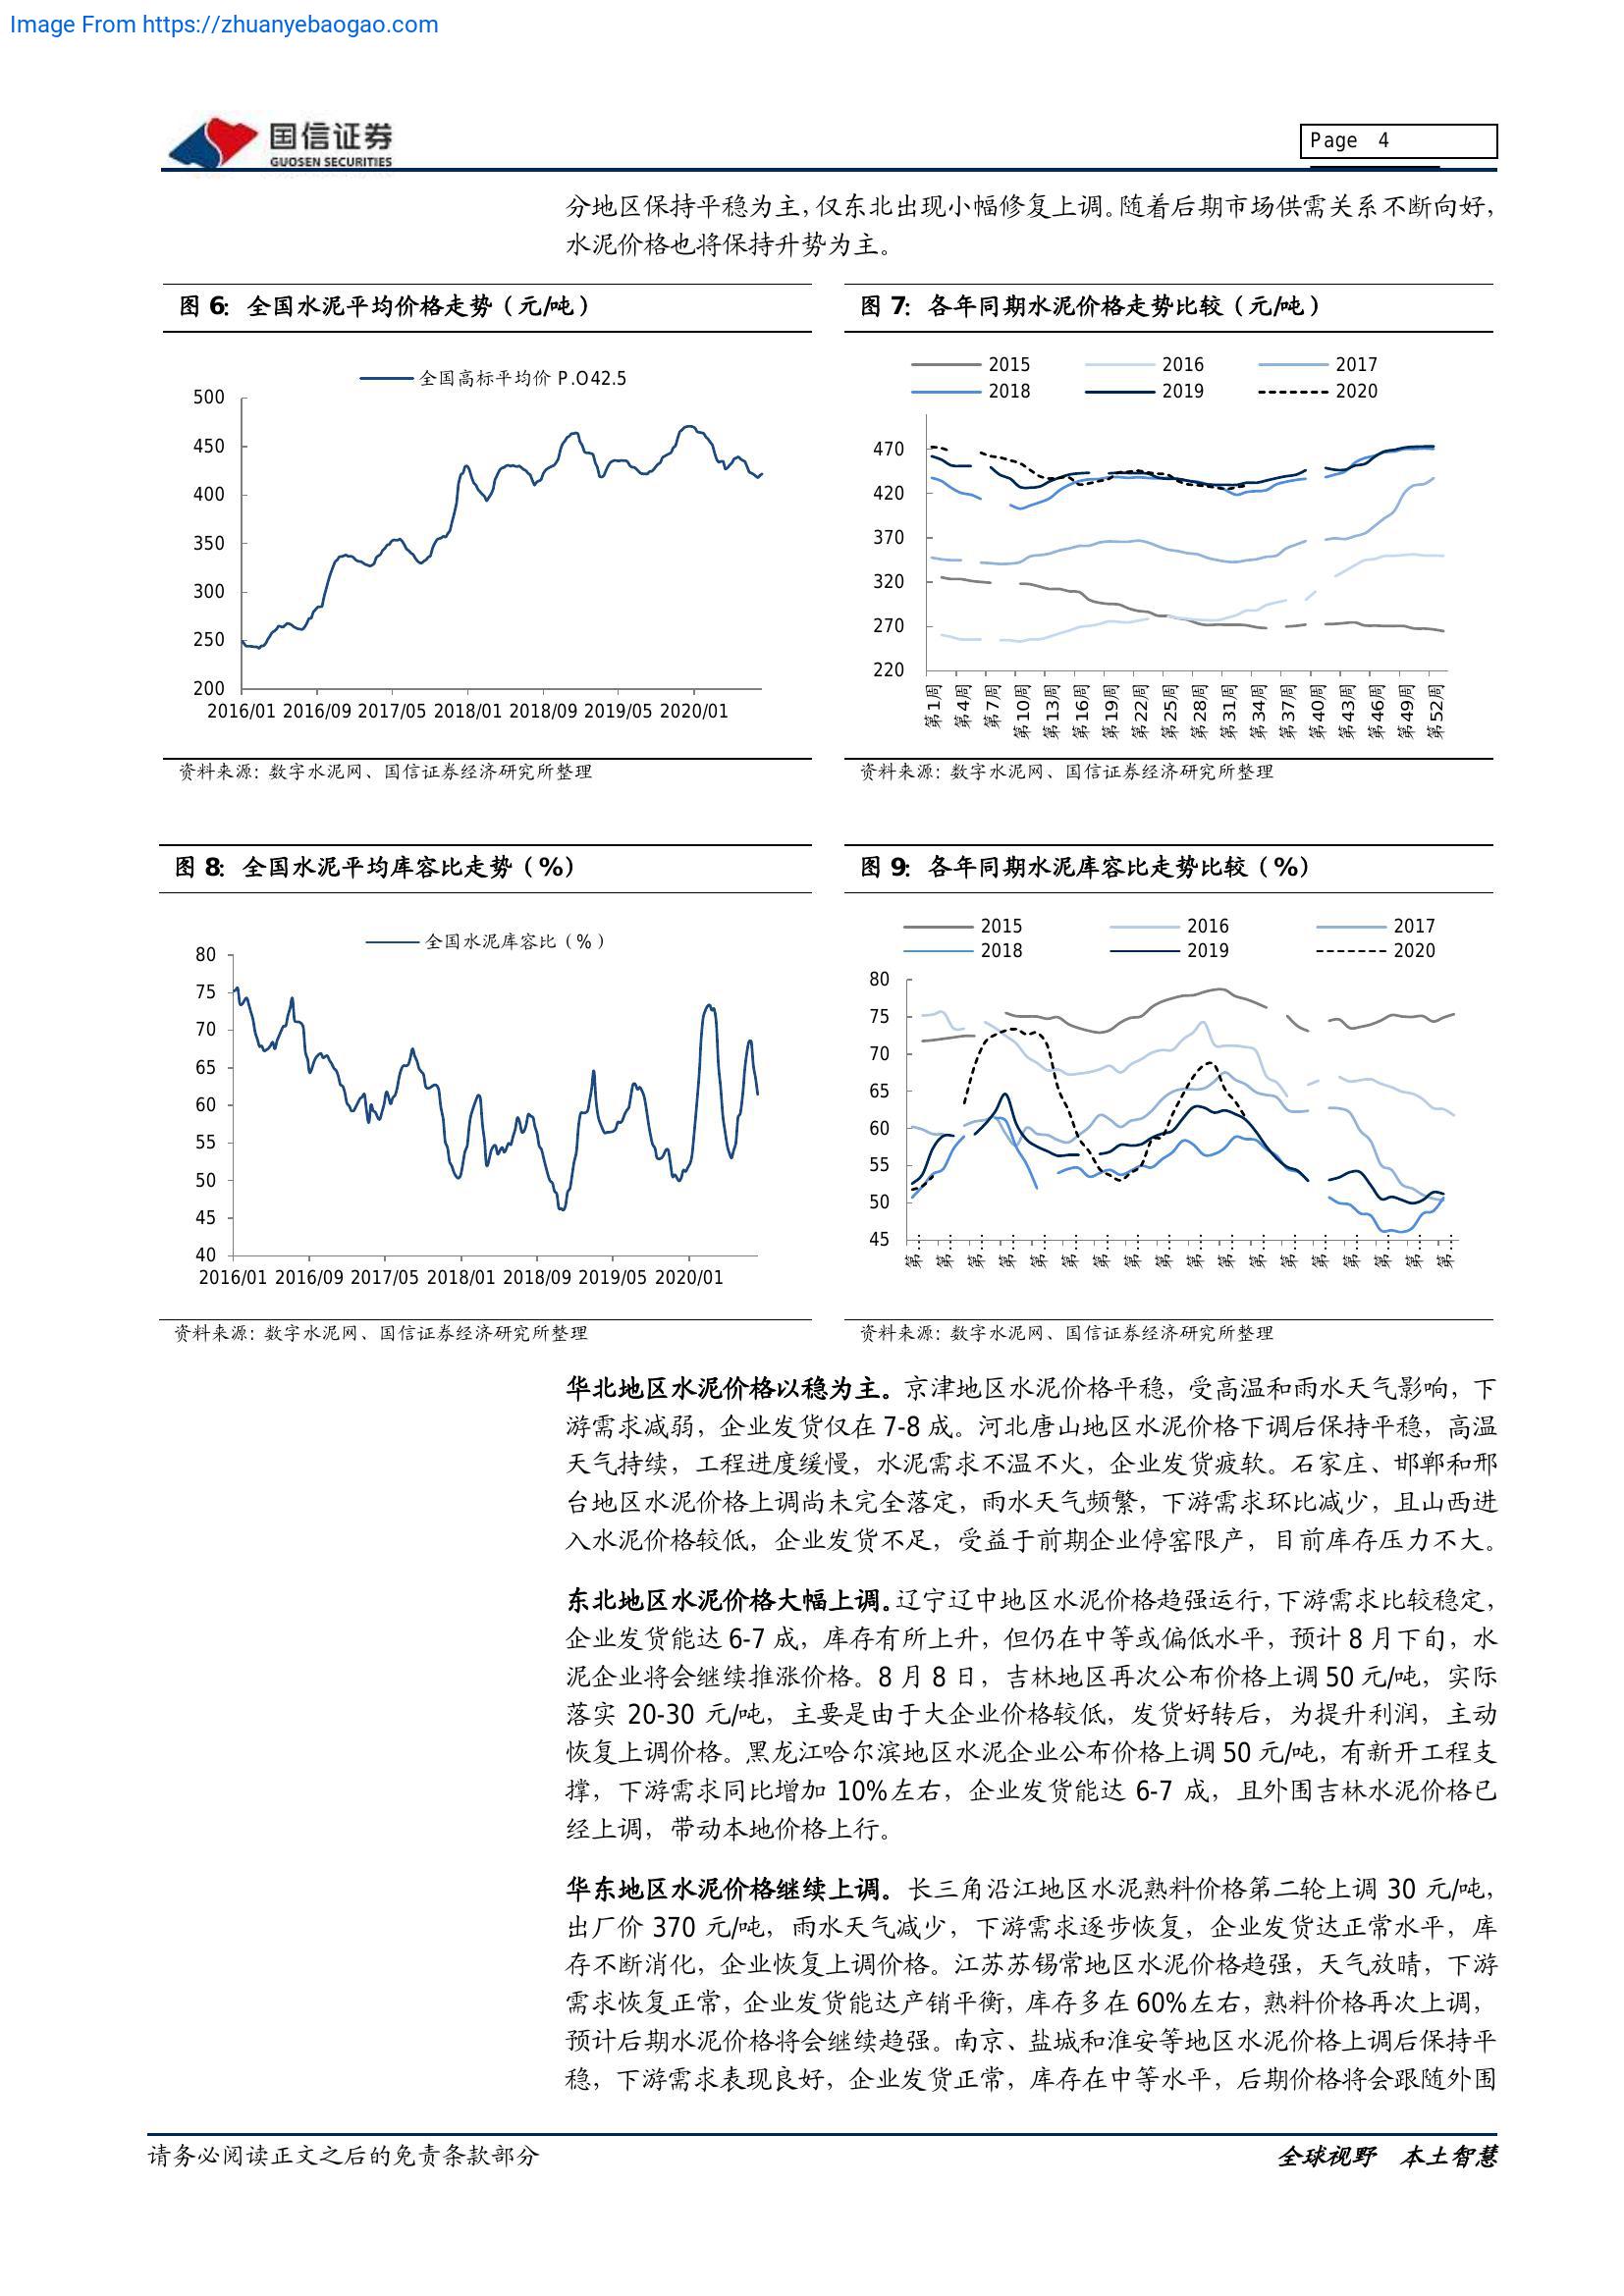 Image From https://zhuanyebaogao.com
国信证券
GUOSEN SECURITIES
Page 4
分地区保持平稳为主，仅东北出现小幅修复上调。随着后期市场供需关系不断向好，
水泥价格也将保持升势为主。
图 6：全国水泥平均价格走势（元/吨）
全国高标平均价 P.O42.5
500
450
400
350
300
250
200
2016/01 2016/09 2017/05 2018/01 2018/09 2019/05 2020/01
资料来源：数字水泥网、国信证券经济研究所整理
图 7：各年同期水泥价格走势比较（元/吨）
2015 2016 2017
2018 2019 2020
470
420
370
320
270
220
第1周 第4周 第7周 第10周 第13周 第16周 第19周 第22周 第25周 第28周 第31周 第34周 第37周 第40周 第43周 第46周 第49周 第52周
资料来源：数字水泥网、国信证券经济研究所整理
图 8：全国水泥平均库容比走势（%）
全国水泥库容比（%）
80
75
70
65
60
55
50
45
40
2016/01 2016/09 2017/05 2018/01 2018/09 2019/05 2020/01
资料来源：数字水泥网、国信证券经济研究所整理
图 9：各年同期水泥库容比走势比较（%）
2015 2016 2017
2018 2019 2020
80
75
70
65
60
55
50
45
第… 第… 第… 第… 第… 第… 第… 第… 第… 第… 第… 第… 第… 第… 第… 第… 第… 第…
资料来源：数字水泥网、国信证券经济研究所整理
华北地区水泥价格以稳为主。京津地区水泥价格平稳，受高温和雨水天气影响，下
游需求减弱，企业发货仅在 7-8 成。河北唐山地区水泥价格下调后保持平稳，高温
天气持续，工程进度缓慢，水泥需求不温不火，企业发货疲软。石家庄、邯郸和邢
台地区水泥价格上调尚未完全落定，雨水天气频繁，下游需求环比减少，且山西进
入水泥价格较低，企业发货不足，受益于前期企业停窑限产，目前库存压力不大。
东北地区水泥价格大幅上调。辽宁辽中地区水泥价格趋强运行，下游需求比较稳定，
企业发货能达 6-7 成，库存有所上升，但仍在中等或偏低水平，预计 8 月下旬，水
泥企业将会继续推涨价格。8 月 8 日，吉林地区再次公布价格上调 50 元/吨，实际
落实 20-30 元/吨，主要是由于大企业价格较低，发货好转后，为提升利润，主动
恢复上调价格。黑龙江哈尔滨地区水泥企业公布价格上调 50 元/吨，有新开工程支
撑，下游需求同比增加 10%左右，企业发货能达 6-7 成，且外围吉林水泥价格已
经上调，带动本地价格上行。
华东地区水泥价格继续上调。长三角沿江地区水泥熟料价格第二轮上调 30 元/吨，
出厂价 370 元/吨，雨水天气减少，下游需求逐步恢复，企业发货达正常水平，库
存不断消化，企业恢复上调价格。江苏苏锡常地区水泥价格趋强，天气放晴，下游
需求恢复正常，企业发货能达产销平衡，库存多在 60%左右，熟料价格再次上调，
预计后期水泥价格将会继续趋强。南京、盐城和淮安等地区水泥价格上调后保持平
稳，下游需求表现良好，企业发货正常，库存在中等水平，后期价格将会跟随外围
请务必阅读正文之后的免责条款部分
全球视野 本土智慧